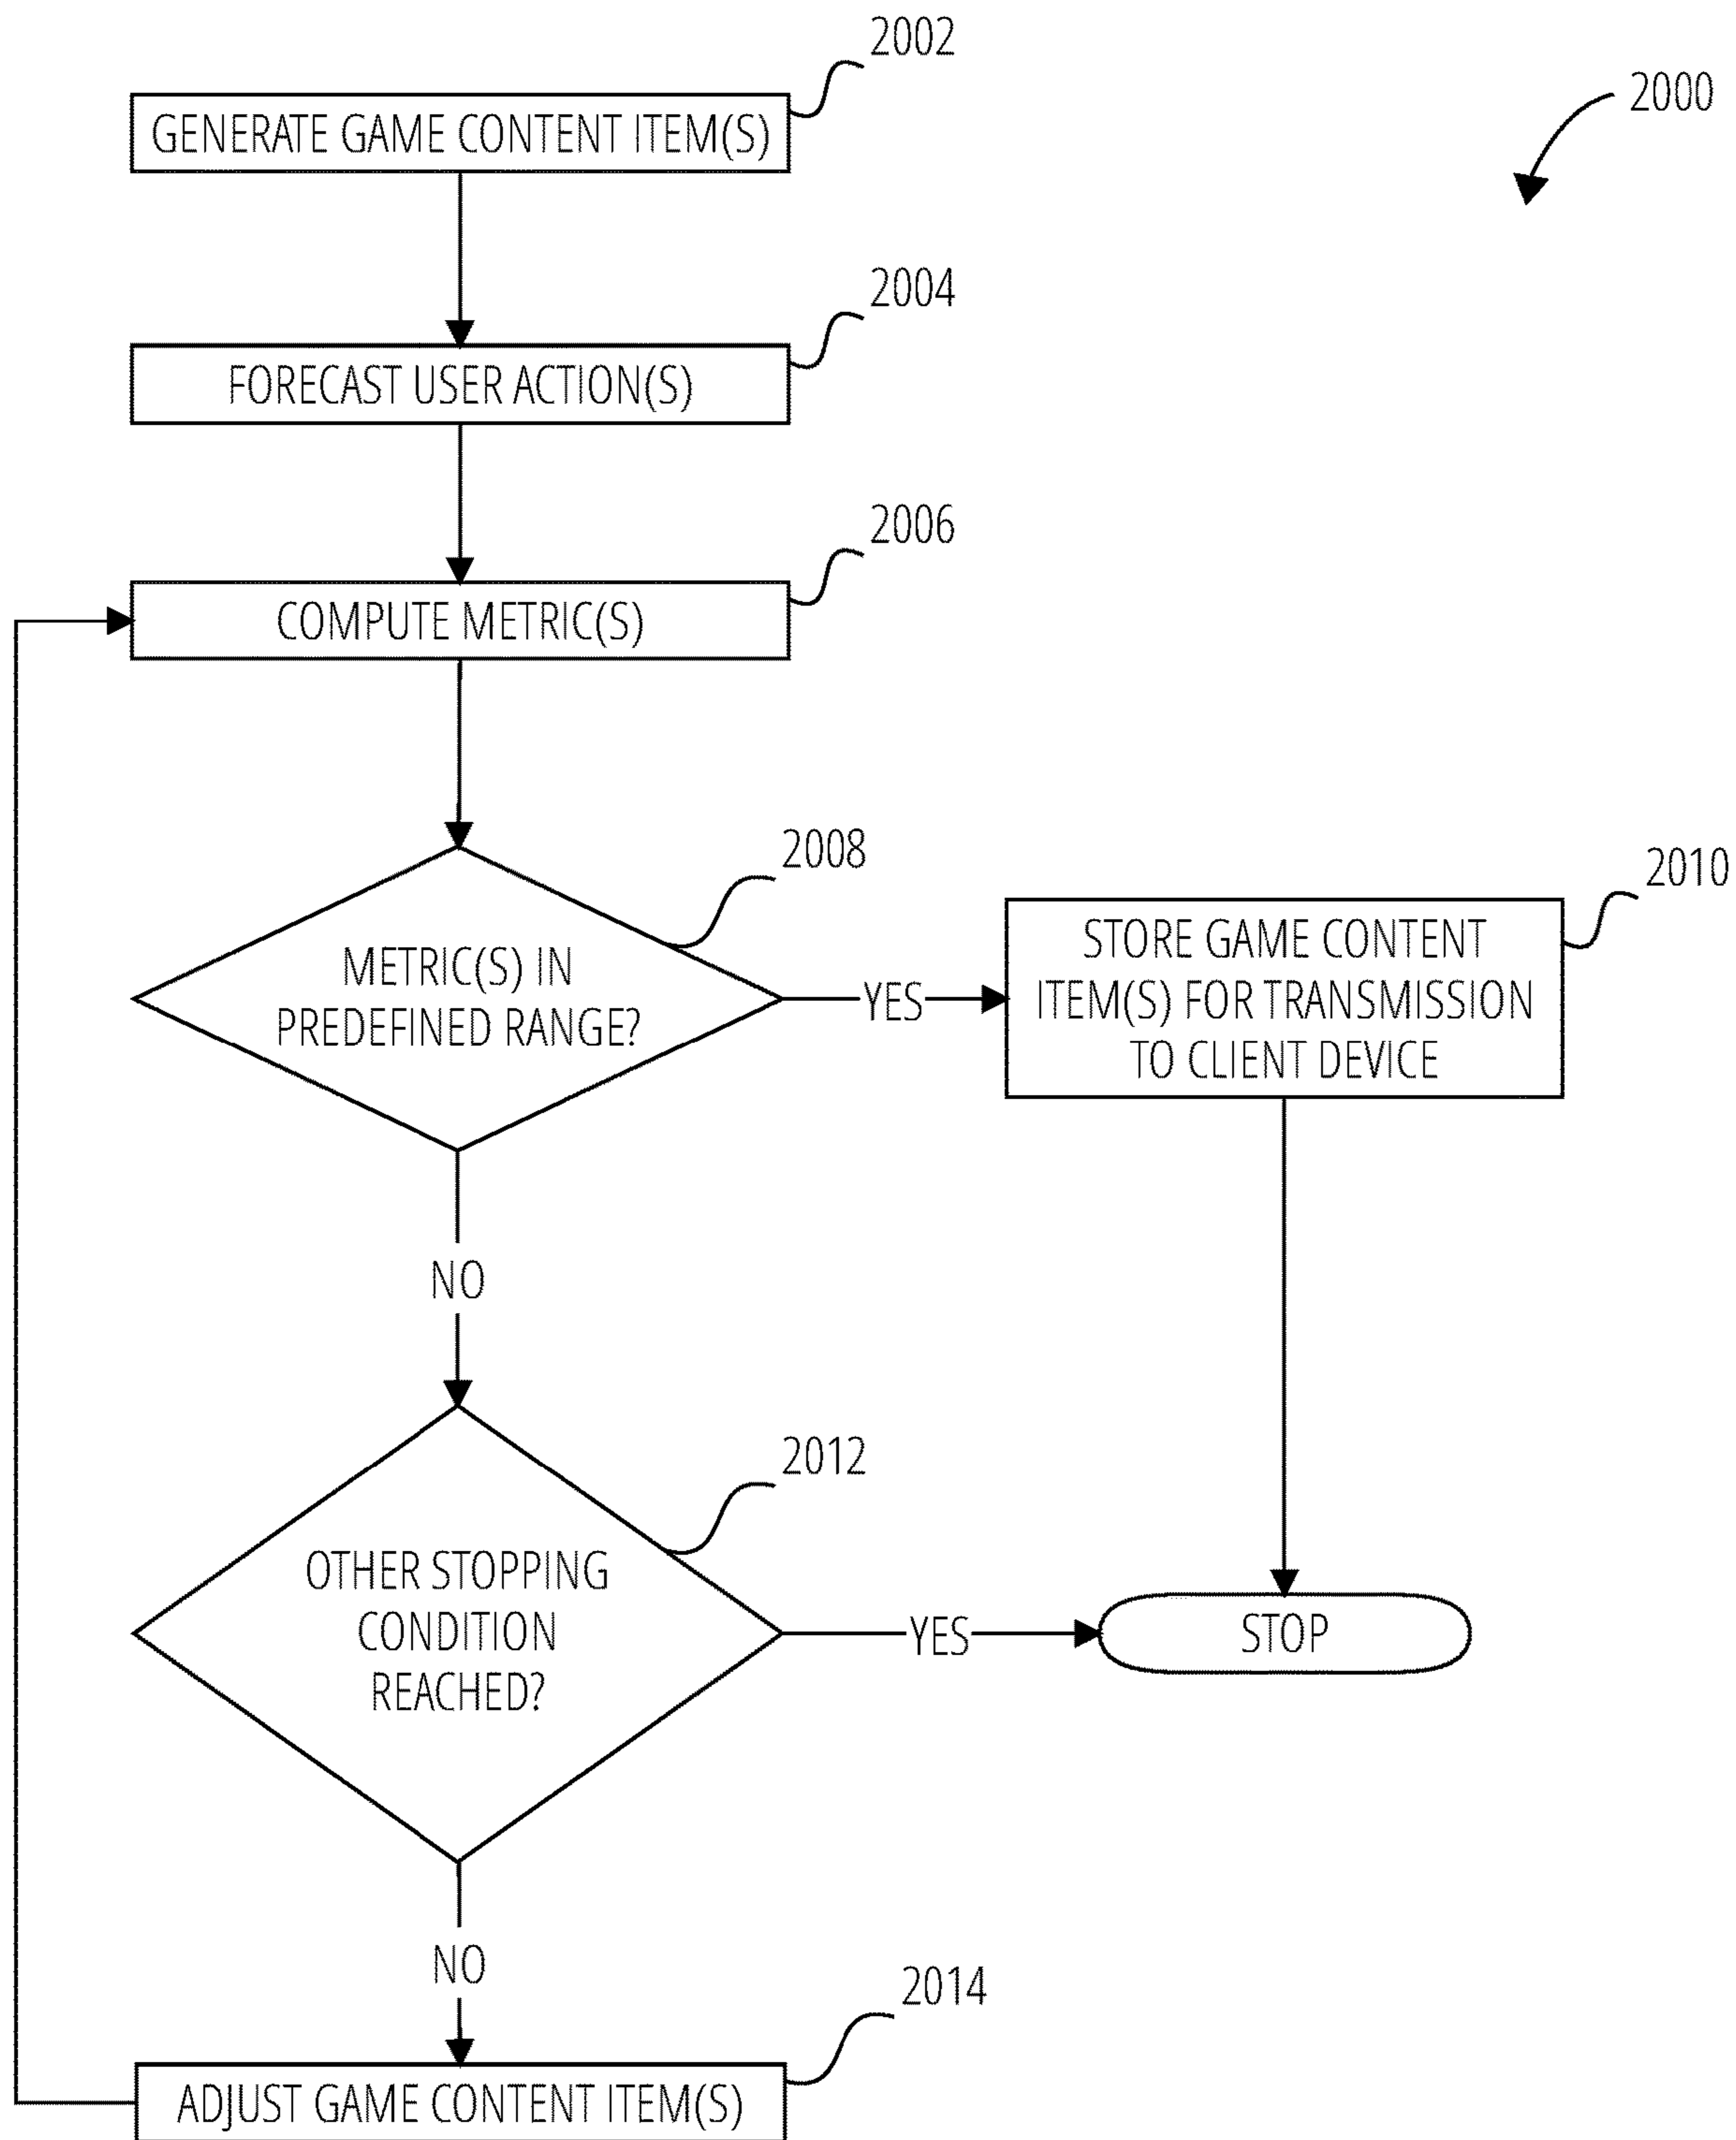 2002
2000
GENERATE GAME CONTENT ITEM(S)
2004
FORECAST USER ACTION(S)
2006
COMPUTE METRIC(S)
2008
METRIC(S) IN
PREDEFINED RANGE?
YES
2010
STORE GAME CONTENT
ITEM(S) FOR TRANSMISSION
TO CLIENT DEVICE
NO
2012
OTHER STOPPING
CONDITION
REACHED?
YES
STOP
NO
2014
ADJUST GAME CONTENT ITEM(S)